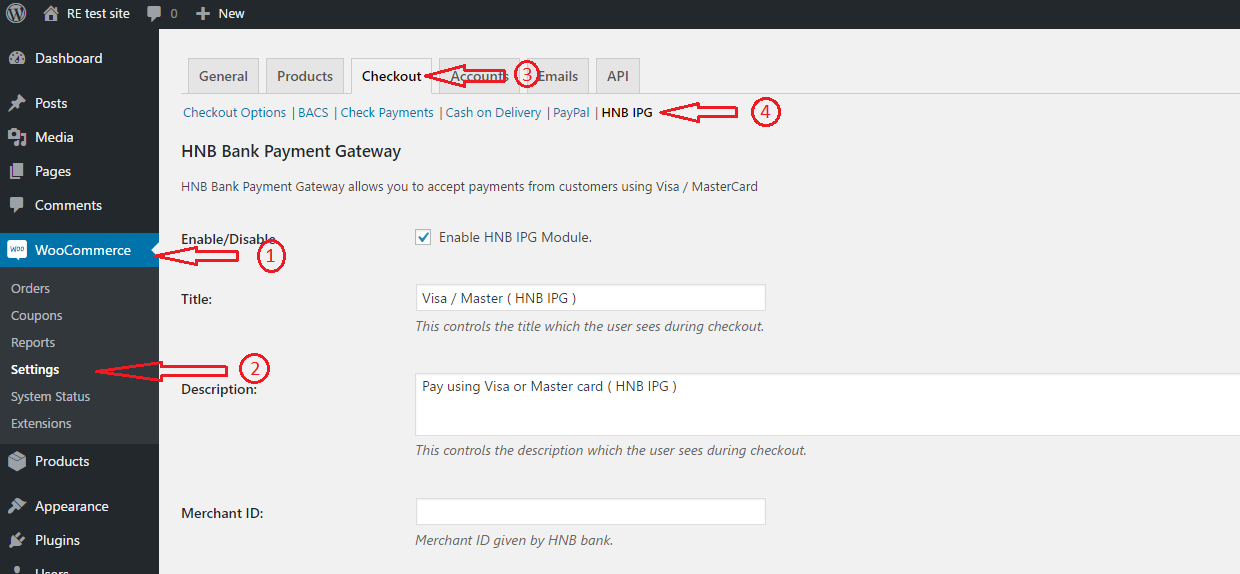 RE test site 0 New
Dashboard
Posts
Media
Pages
Comments
WooCommerce
Orders
Coupons
Reports
Settings
System Status
Extensions
Products
Appearance
Plugins
Users
General Products Checkout Accounts Emails API
Checkout Options | BACS | Check Payments | Cash on Delivery | PayPal | HNB IPG
HNB Bank Payment Gateway
HNB Bank Payment Gateway allows you to accept payments from customers using Visa / MasterCard
Enable/Disable
Enable HNB IPG Module.
Title:
Visa / Master ( HNB IPG )
This controls the title which the user sees during checkout.
Description:
Pay using Visa or Master card ( HNB IPG )
This controls the description which the user sees during checkout.
Merchant ID:
Merchant ID given by HNB bank.
1
2
3
4